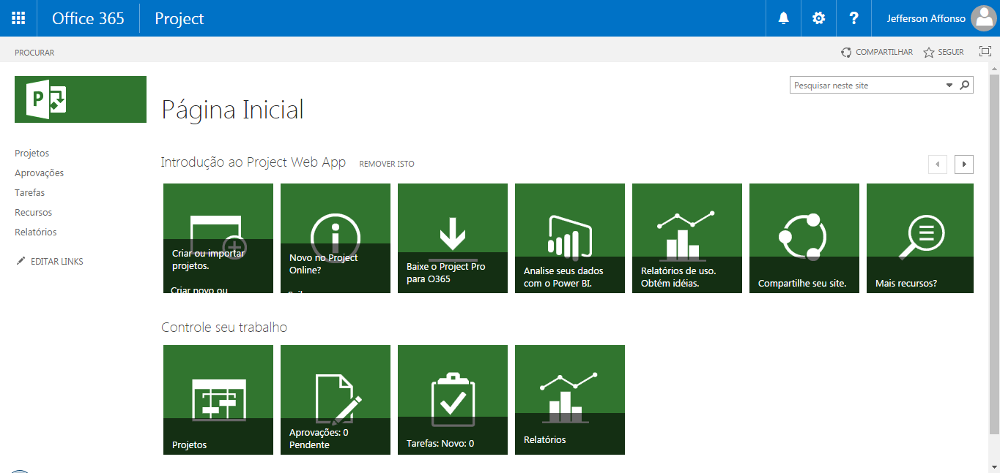 Office 365
Project
?
Jefferson Affonso
PROCURAR
COMPARTILHAR
SEGUIR
P
Pesquisar neste site
Página Inicial
Projetos
Aprovações
Tarefas
Recursos
Relatórios
EDITAR LINKS
Introdução ao Project Web App
REMOVER ISTO
Criar ou importar
projetos.
Criar novo ou
Novo no Project
Online?
Baixe o Project Pro
para O365
Analise seus dados
com o Power BI.
Relatórios de uso.
Obtém idéias.
Compartilhe seu site.
Mais recursos?
Controle seu trabalho
Projetos
Aprovações: 0
Pendente
Tarefas: Novo: 0
Relatórios